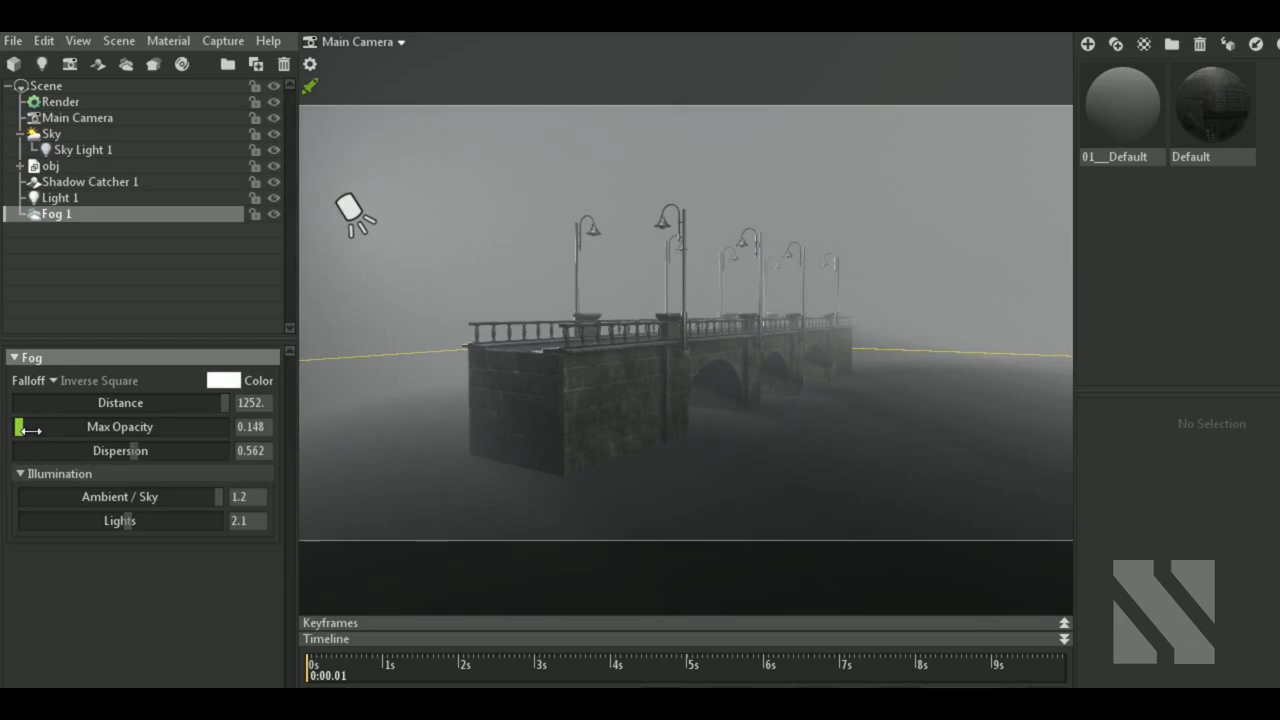 File Edit View Scene Material Capture Help
Main Camera
Scene
Render
Main Camera
Sky
Sky Light 1
obj
Shadow Catcher 1
Light 1
Fog 1
Fog
Falloff Inverse Square Color
Distance 1252.
Max Opacity 0.148
Dispersion 0.562
Illumination
Ambient / Sky 1.2
Lights 2.1
Keyframes
Timeline
0s 1s 2s 3s 4s 5s 6s 7s 8s 9s
0:00.01
01__Default Default
No Selection